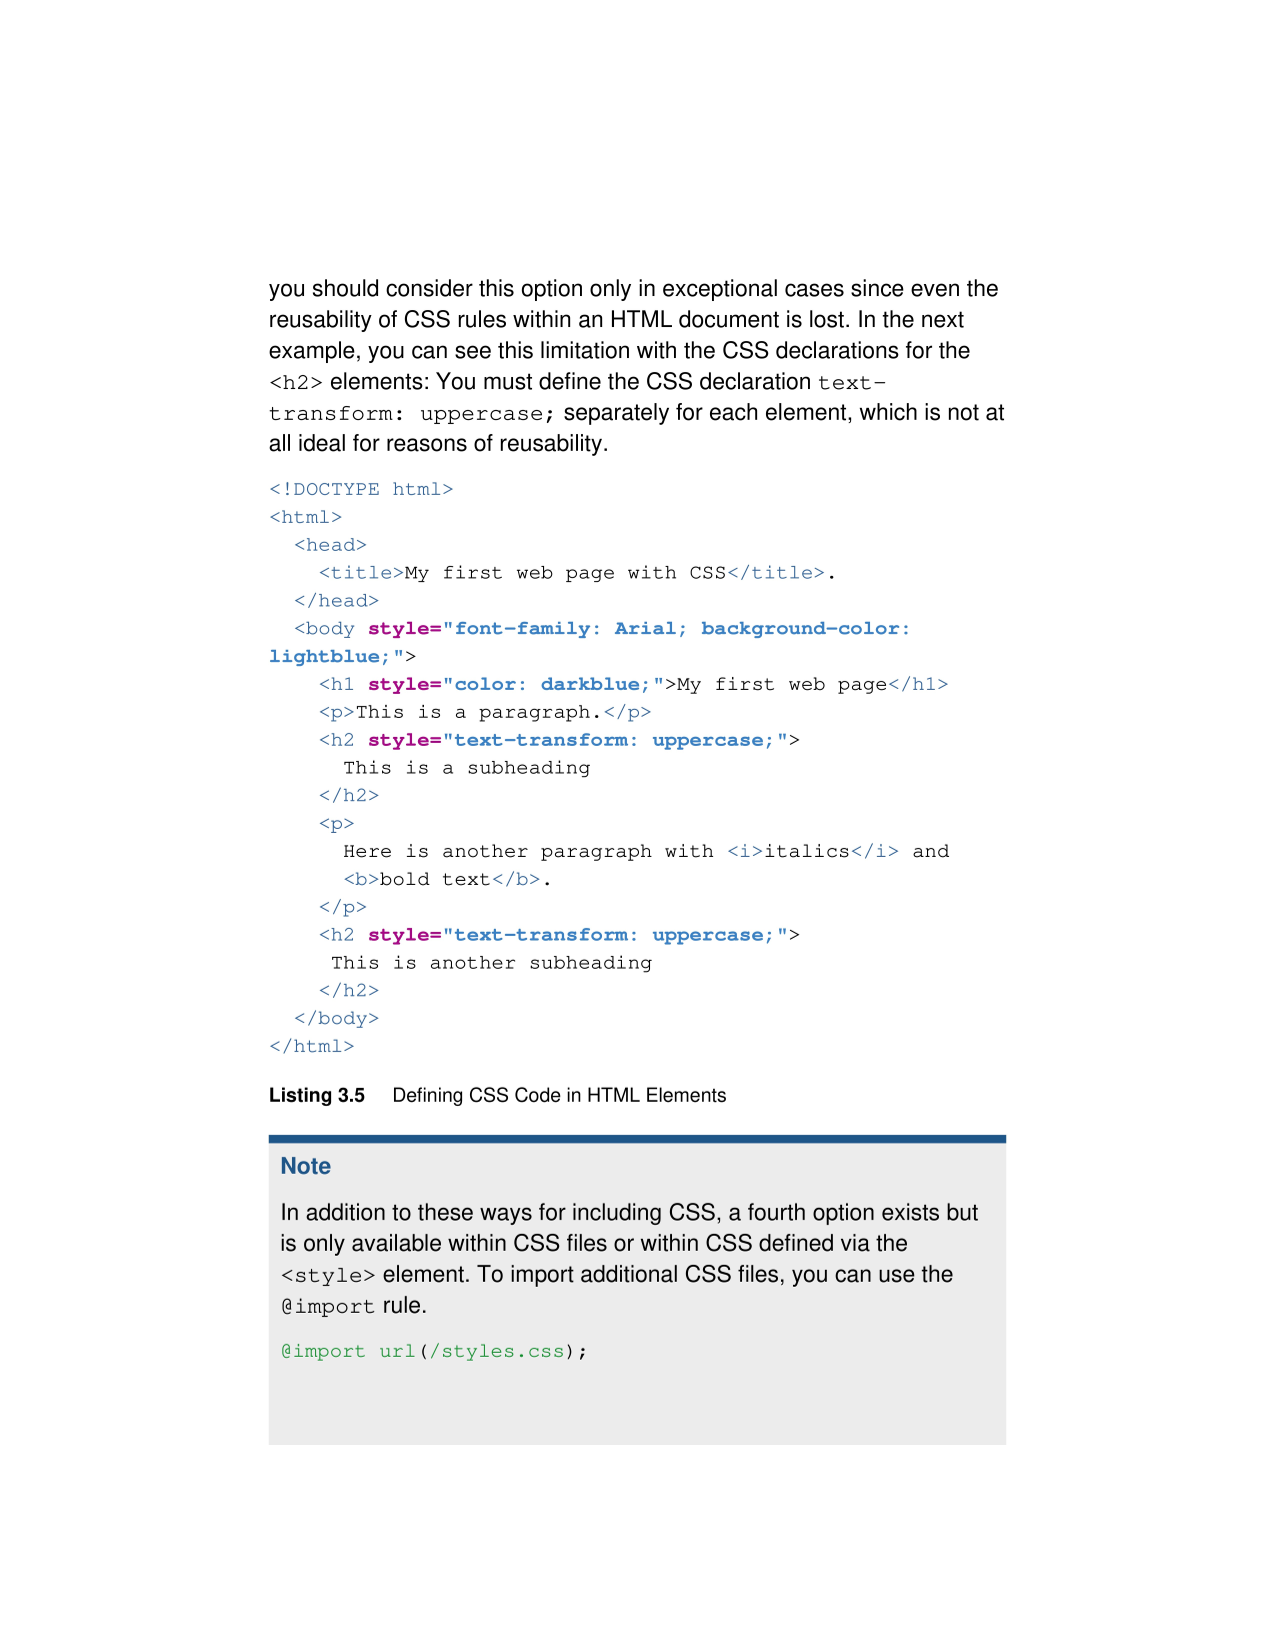 you should consider this option only in exceptional cases since even the
reusability of CSS rules within an HTML document is lost. In the next
example, you can see this limitation with the CSS declarations for the
<h2> elements: You must define the CSS declaration text-
transform: uppercase; separately for each element, which is not at
all ideal for reasons of reusability.
<!DOCTYPE html>
<html>
  <head>
    <title>My first web page with CSS</title>.
  </head>
  <body style="font-family: Arial; background-color:
lightblue;">
    <h1 style="color: darkblue;">My first web page</h1>
    <p>This is a paragraph.</p>
    <h2 style="text-transform: uppercase;">
      This is a subheading
    </h2>
    <p>
      Here is another paragraph with <i>italics</i> and
      <b>bold text</b>.
    </p>
    <h2 style="text-transform: uppercase;">
     This is another subheading
    </h2>
  </body>
</html>
Listing 3.5 Defining CSS Code in HTML Elements
Note
In addition to these ways for including CSS, a fourth option exists but
is only available within CSS files or within CSS defined via the
<style> element. To import additional CSS files, you can use the
@import rule.
@import url(/styles.css);